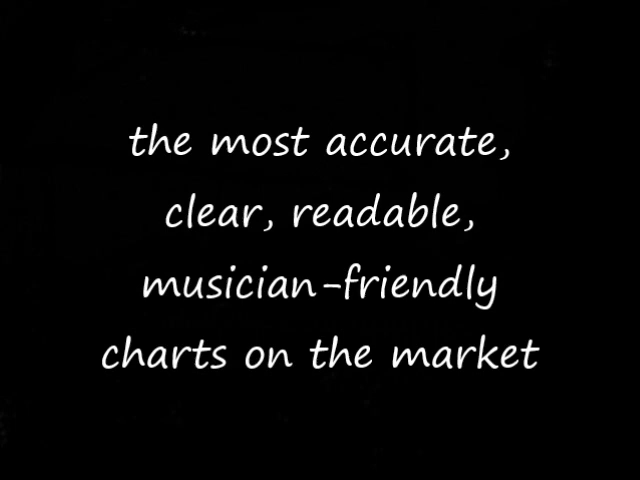 the most accurate,
clear, readable,
musician-friendly
charts on the market